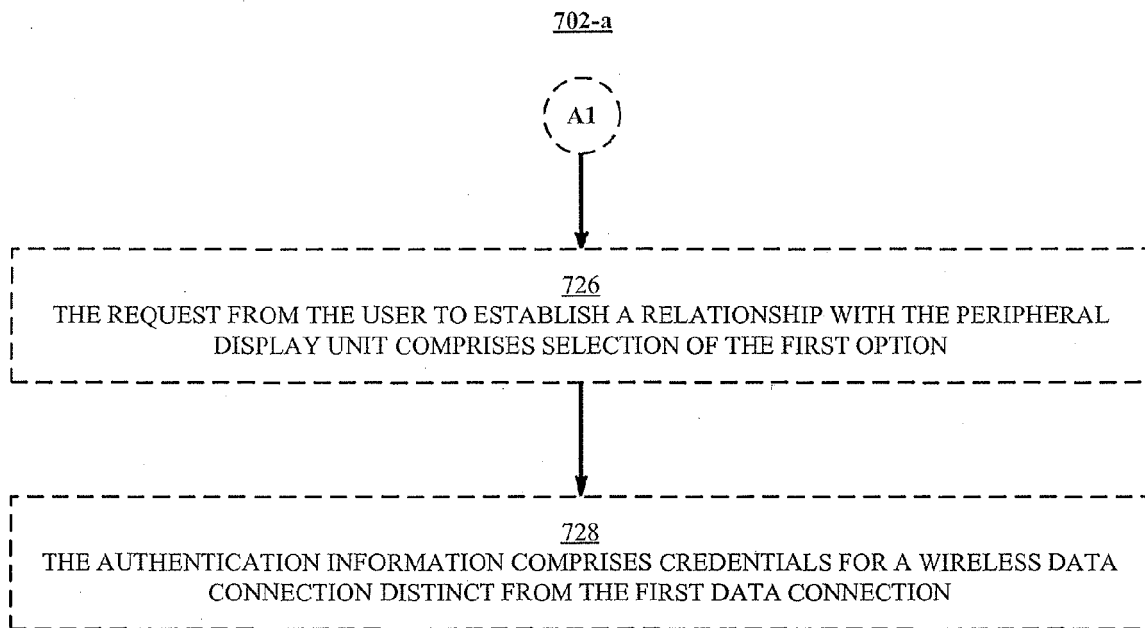 702-a
A1
726
THE REQUEST FROM THE USER TO ESTABLISH A RELATIONSHIP WITH THE PERIPHERAL
DISPLAY UNIT COMPRISES SELECTION OF THE FIRST OPTION
728
THE AUTHENTICATION INFORMATION COMPRISES CREDENTIALS FOR A WIRELESS DATA
CONNECTION DISTINCT FROM THE FIRST DATA CONNECTION